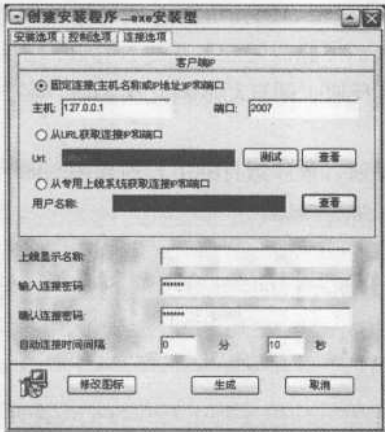 创建安装程序 —exe安装型
安装选项 控制选项 连接选项
客户端IP
固定连接(主机名称或IP地址)IP和端口
主机: 127.0.0.1 端口: 2007
从URL获取连接IP和端口
Url: 测试 查看
从专用上线系统获取连接IP和端口
用户名称: 查看
上线显示名称:
输入连接密码: ******
确认连接密码: ******
自动连接时间间隔 0 分 10 秒
修改图标 生成 取消